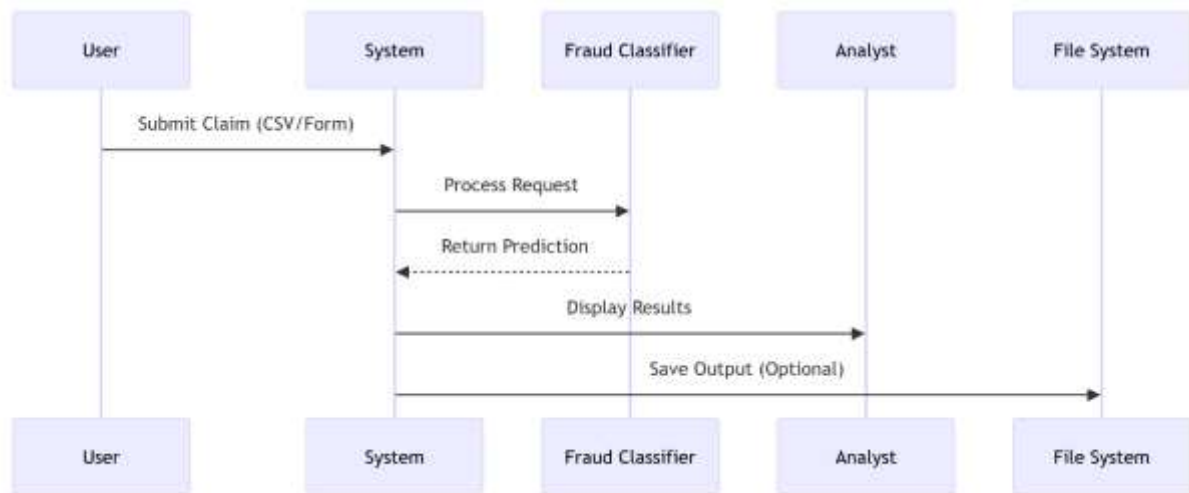 User
System
Fraud Classifier
Analyst
File System
Submit Claim (CSV/Form)
Process Request
Return Prediction
Display Results
Save Output (Optional)
User
System
Fraud Classifier
Analyst
File System